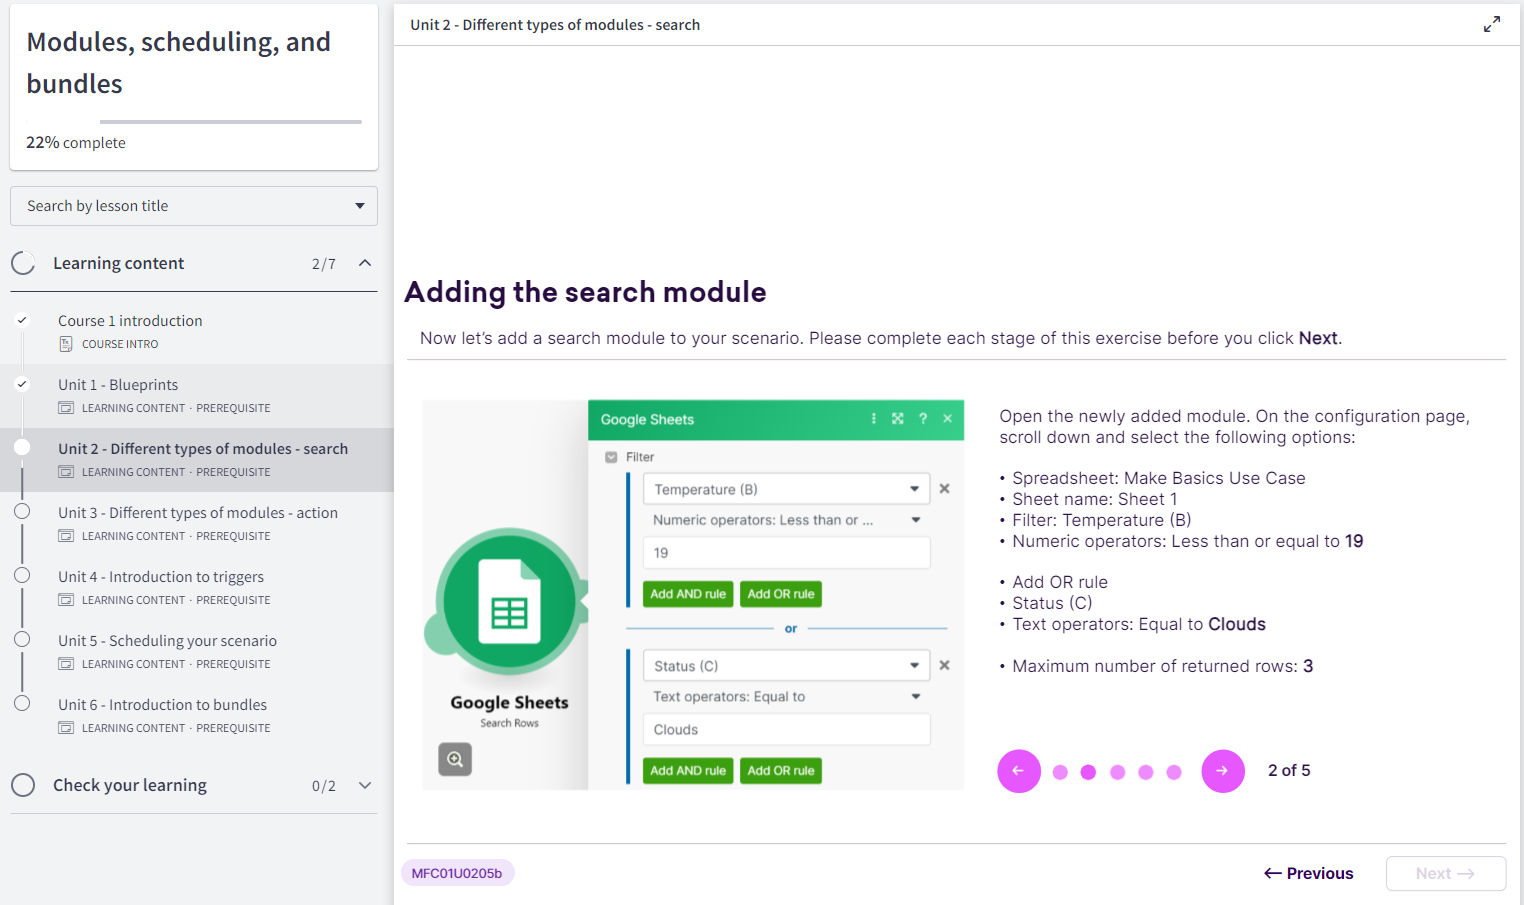 Modules, scheduling, and
bundles
22% complete
Search by lesson title
Learning content 2/7
Course 1 introduction
COURSE INTRO
Unit 1 - Blueprints
LEARNING CONTENT · PREREQUISITE
Unit 2 - Different types of modules - search
LEARNING CONTENT · PREREQUISITE
Unit 3 - Different types of modules - action
LEARNING CONTENT · PREREQUISITE
Unit 4 - Introduction to triggers
LEARNING CONTENT · PREREQUISITE
Unit 5 - Scheduling your scenario
LEARNING CONTENT · PREREQUISITE
Unit 6 - Introduction to bundles
LEARNING CONTENT · PREREQUISITE
Check your learning 0/2
Unit 2 - Different types of modules - search
Adding the search module
Now let's add a search module to your scenario. Please complete each stage of this exercise before you click Next.
Google Sheets
Search Rows
Google Sheets
Filter
Temperature (B)
Numeric operators: Less than or ...
19
Add AND rule Add OR rule
or
Status (C)
Text operators: Equal to
Clouds
Add AND rule Add OR rule
Open the newly added module. On the configuration page,
scroll down and select the following options:
• Spreadsheet: Make Basics Use Case
• Sheet name: Sheet 1
• Filter: Temperature (B)
• Numeric operators: Less than or equal to 19
• Add OR rule
• Status (C)
• Text operators: Equal to Clouds
• Maximum number of returned rows: 3
2 of 5
MFC01U0205b
← Previous
Next →